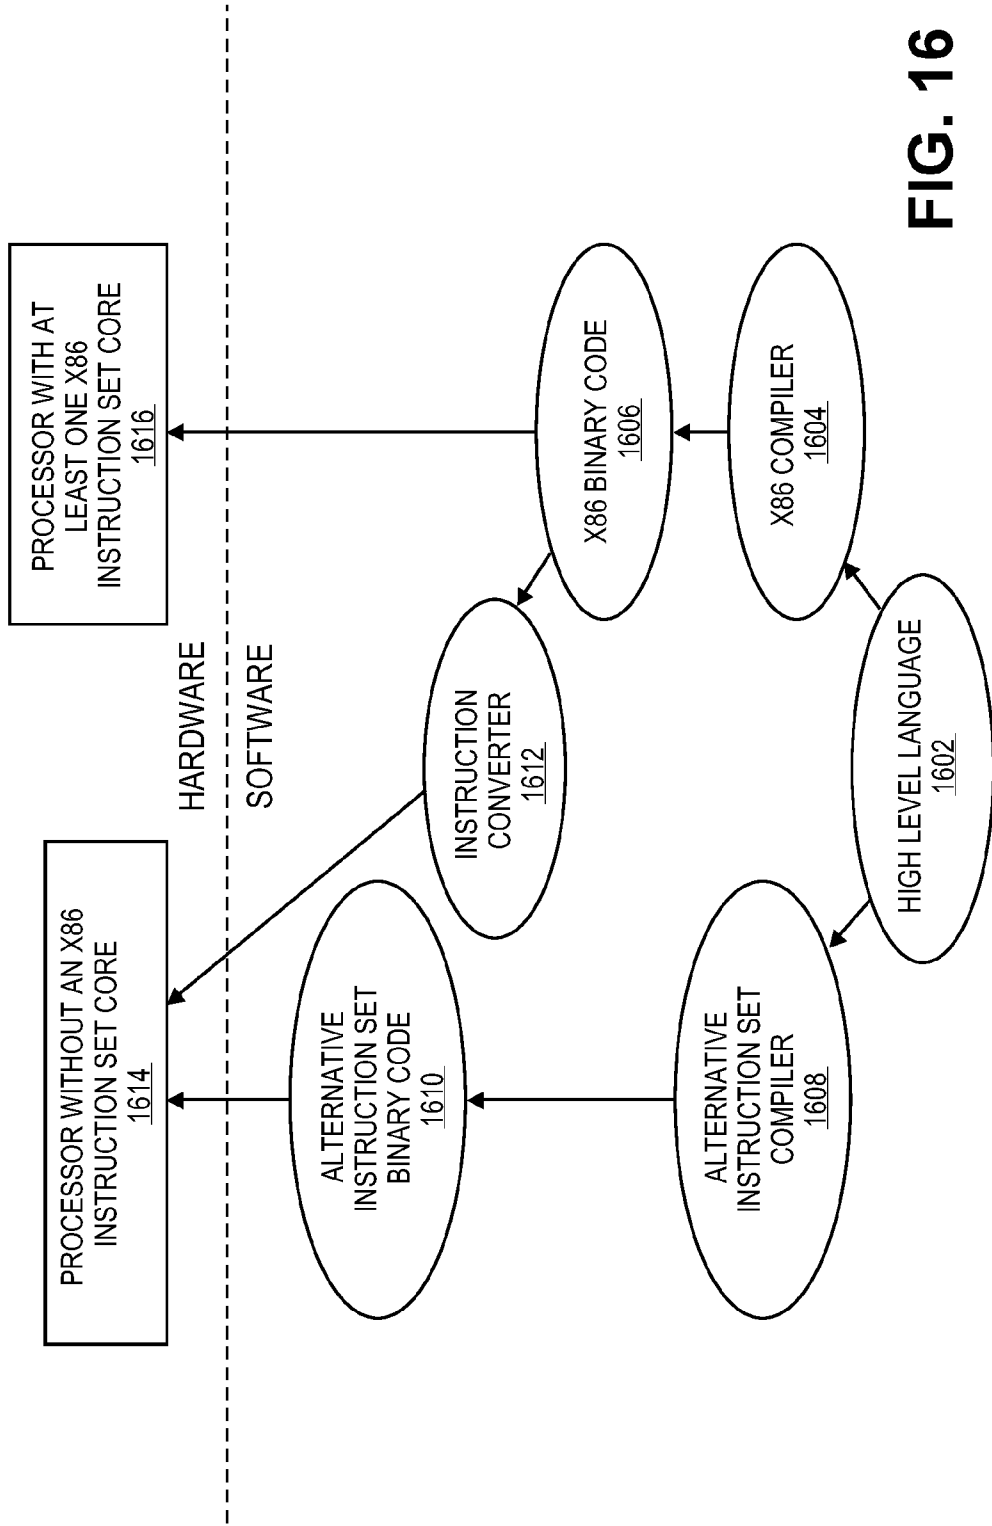 PROCESSOR WITHOUT AN X86
INSTRUCTION SET CORE
1614
PROCESSOR WITH AT
LEAST ONE X86
INSTRUCTION SET CORE
1616
HARDWARE
SOFTWARE
ALTERNATIVE
INSTRUCTION SET
BINARY CODE
1610
INSTRUCTION
CONVERTER
1612
X86 BINARY CODE
1606
ALTERNATIVE
INSTRUCTION SET
COMPILER
1608
X86 COMPILER
1604
HIGH LEVEL LANGUAGE
1602
FIG. 16